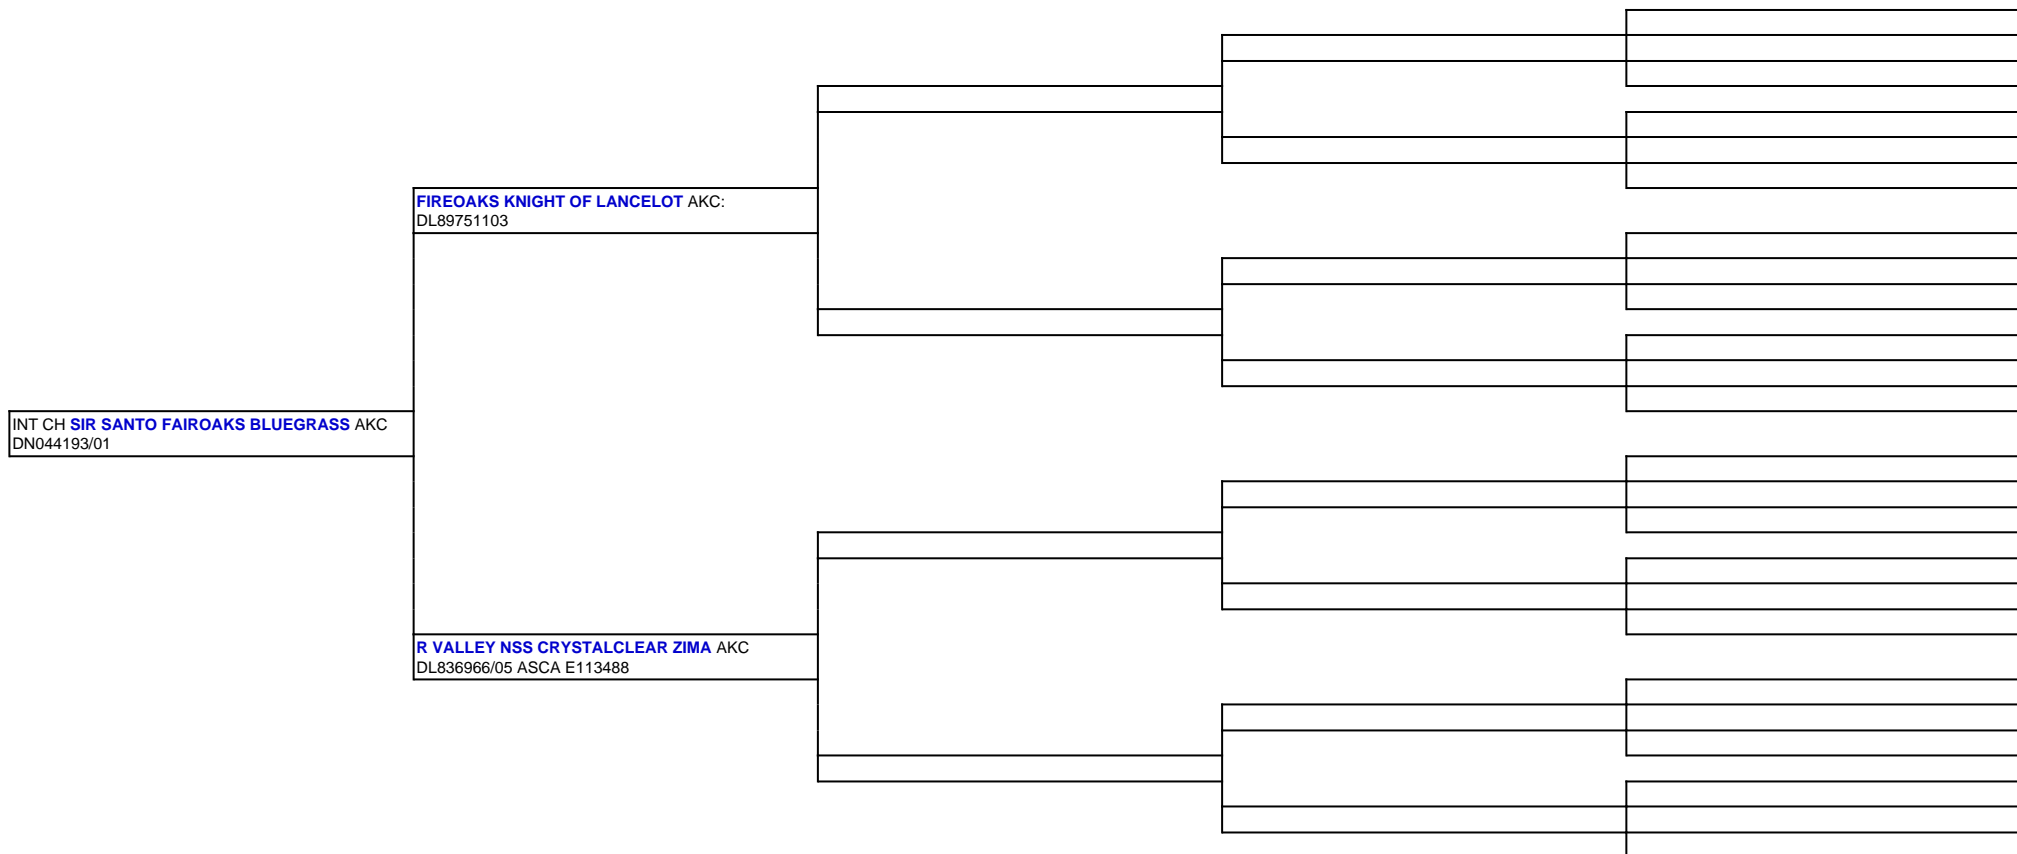 FIREOAKS KNIGHT OF LANCELOT AKC:
DL89751103
INT CH SIR SANTO FAIROAKS BLUEGRASS AKC
DN044193/01
R VALLEY NSS CRYSTALCLEAR ZIMA AKC
DL836966/05 ASCA E113488